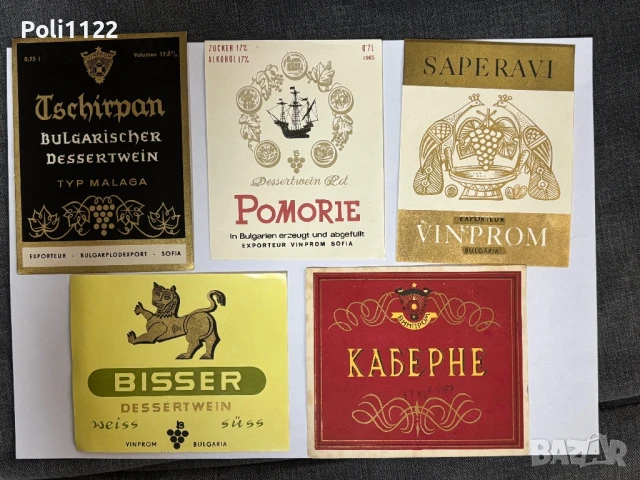 Poli1122
0,75 l
Volumen 17,5%
Tschirpan
BULGARISCHER
DESSERTWEIN
TYP MALAGA
EXPORTEUR - BULGARPLODEXPORT - SOFIA
ZUCKER 17%
ALKOHOL 17%
0,7 L
1965
Dessertwein Rot
POMORIE
In Bulgarien erzeugt und abgefüllt
EXPORTEUR VINPROM SOFIA
SAPERAVI
EXPORTEUR
VINPROM
BULGARIA
BISSER
DESSERTWEIN
weiss süss
VINPROM BULGARIA
ВИНПРОМ
КАБЕРНЕ
BAZAR
bg